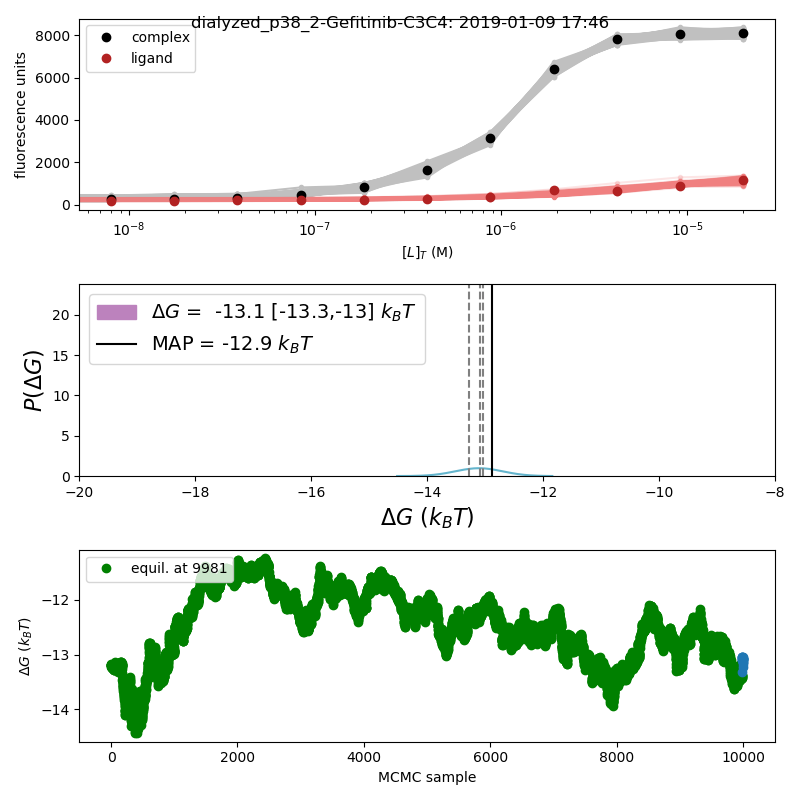 dialyzed_p38_2-Gefitinib-C3C4: 2019-01-09 17:46
fluorescence units
8000
6000
4000
2000
0
complex
ligand
10⁻⁸ 10⁻⁷ 10⁻⁶ 10⁻⁵
[L]_T (M)
P(ΔG)
20
15
10
5
0
ΔG = -13.1 [-13.3,-13] k_BT
MAP = -12.9 k_BT
−20 −18 −16 −14 −12 −10 −8
ΔG (k_BT)
ΔG (k_BT)
−12
−13
−14
equil. at 9981
0 2000 4000 6000 8000 10000
MCMC sample